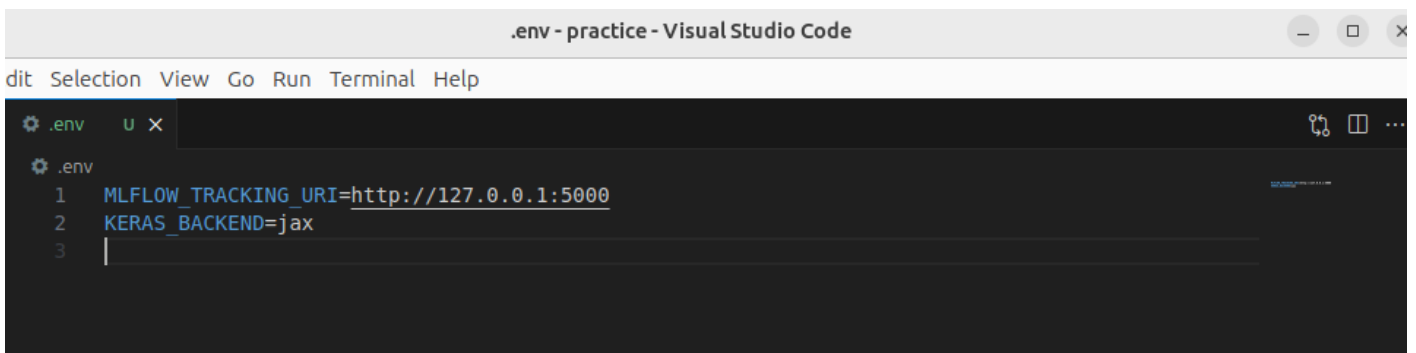 .env - practice - Visual Studio Code
dit Selection View Go Run Terminal Help
.env U
.env
1 MLFLOW_TRACKING_URI=http://127.0.0.1:5000
2 KERAS_BACKEND=jax
3